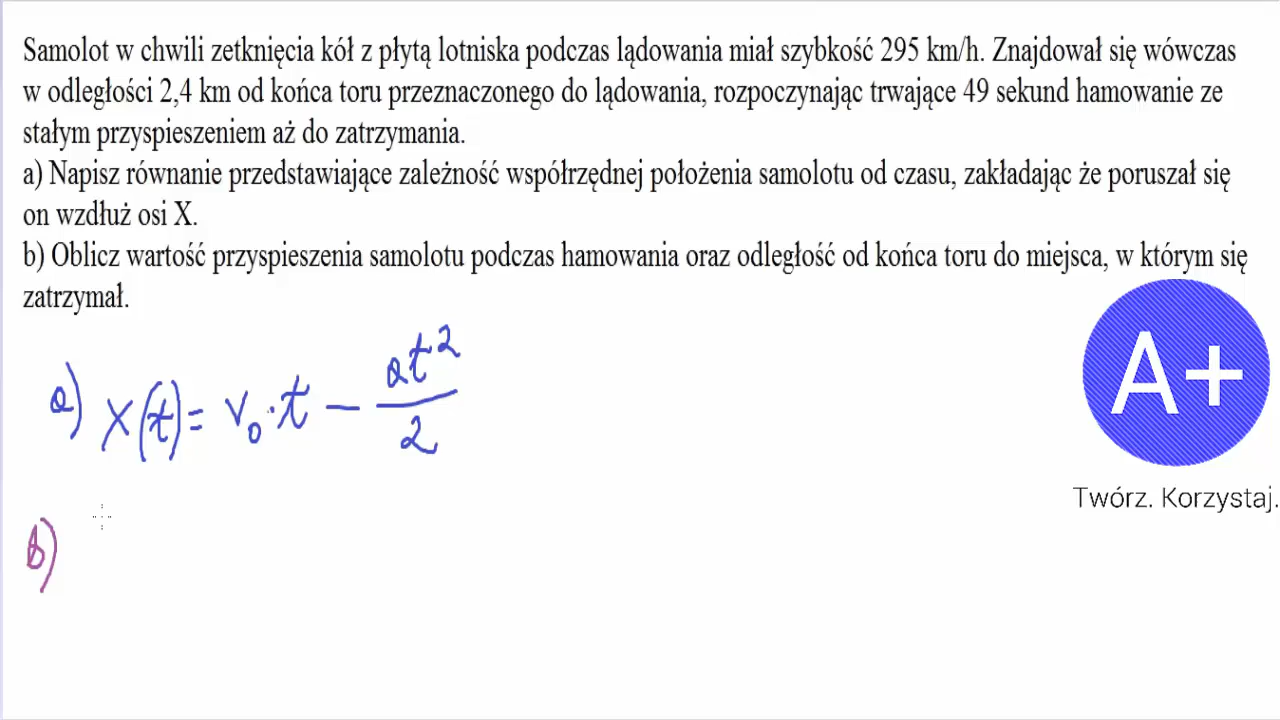 Samolot w chwili zetknięcia kół z płytą lotniska podczas lądowania miał szybkość 295 km/h. Znajdował się wówczas
w odległości 2,4 km od końca toru przeznaczonego do lądowania, rozpoczynając trwające 49 sekund hamowanie ze
stałym przyspieszeniem aż do zatrzymania.
a) Napisz równanie przedstawiające zależność współrzędnej położenia samolotu od czasu, zakładając że poruszał się
on wzdłuż osi X.
b) Oblicz wartość przyspieszenia samolotu podczas hamowania oraz odległość od końca toru do miejsca, w którym się
zatrzymał.
a) x(t) = v₀·t − at²/2
A+
Twórz. Korzystaj.
b)